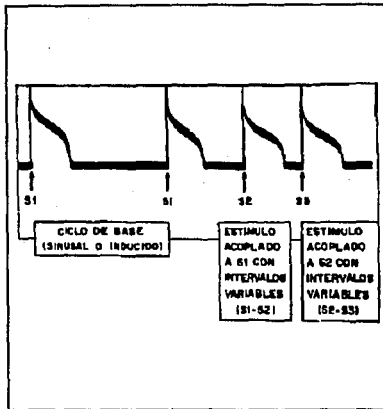 S1 S1 S2 S3
CICLO DE BASE
(SINUSAL O INDUCIDO)
ESTIMULO
ACOPLADO
A S1 CON
INTERVALOS
VARIABLES
(S1-S2)
ESTIMULO
ACOPLADO
A S2 CON
INTERVALOS
VARIABLES
(S2-S3)